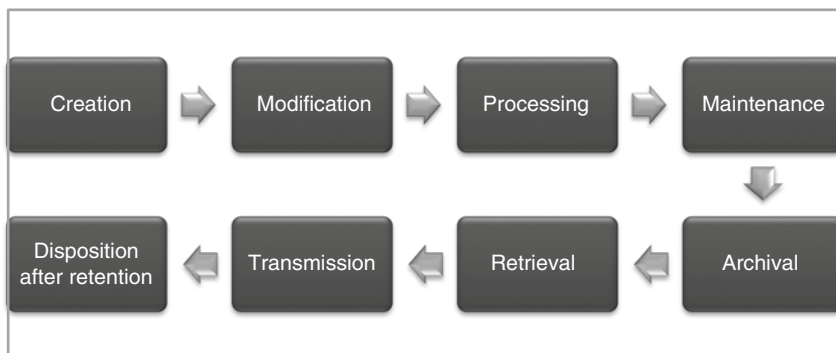 Creation
Modification
Processing
Maintenance
Archival
Retrieval
Transmission
Disposition
after retention